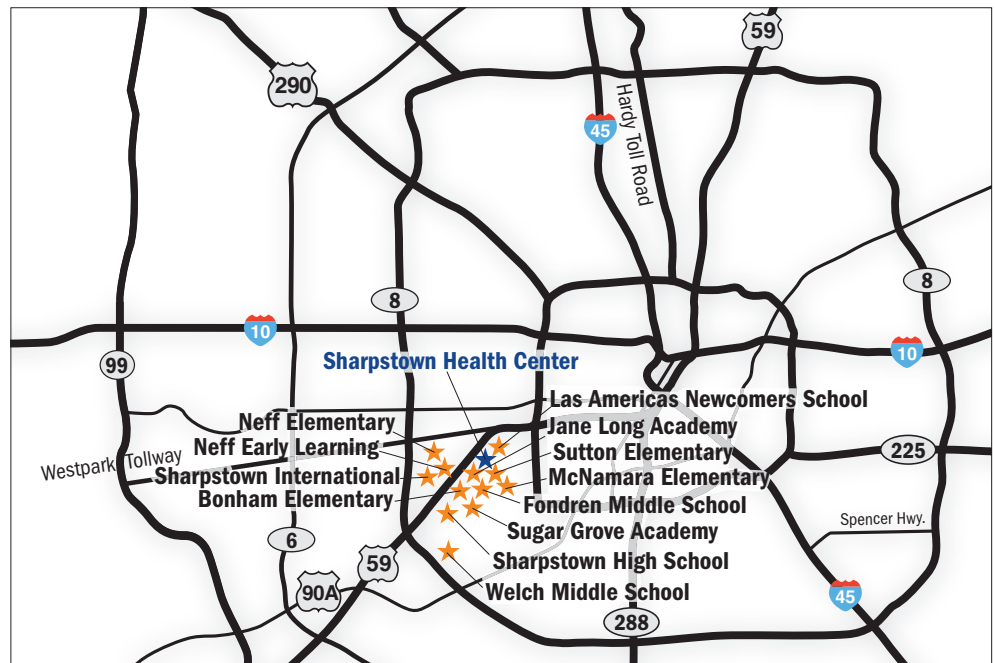 59
290
45
Hardy Toll Road
8
8
10
10
99
Sharpstown Health Center
Las Americas Newcomers School
Neff Elementary
Jane Long Academy
Neff Early Learning
Sutton Elementary
225
Westpark Tollway
Sharpstown International
McNamara Elementary
Bonham Elementary
Fondren Middle School
Spencer Hwy.
Sugar Grove Academy
6
59
Sharpstown High School
90A
Welch Middle School
45
288